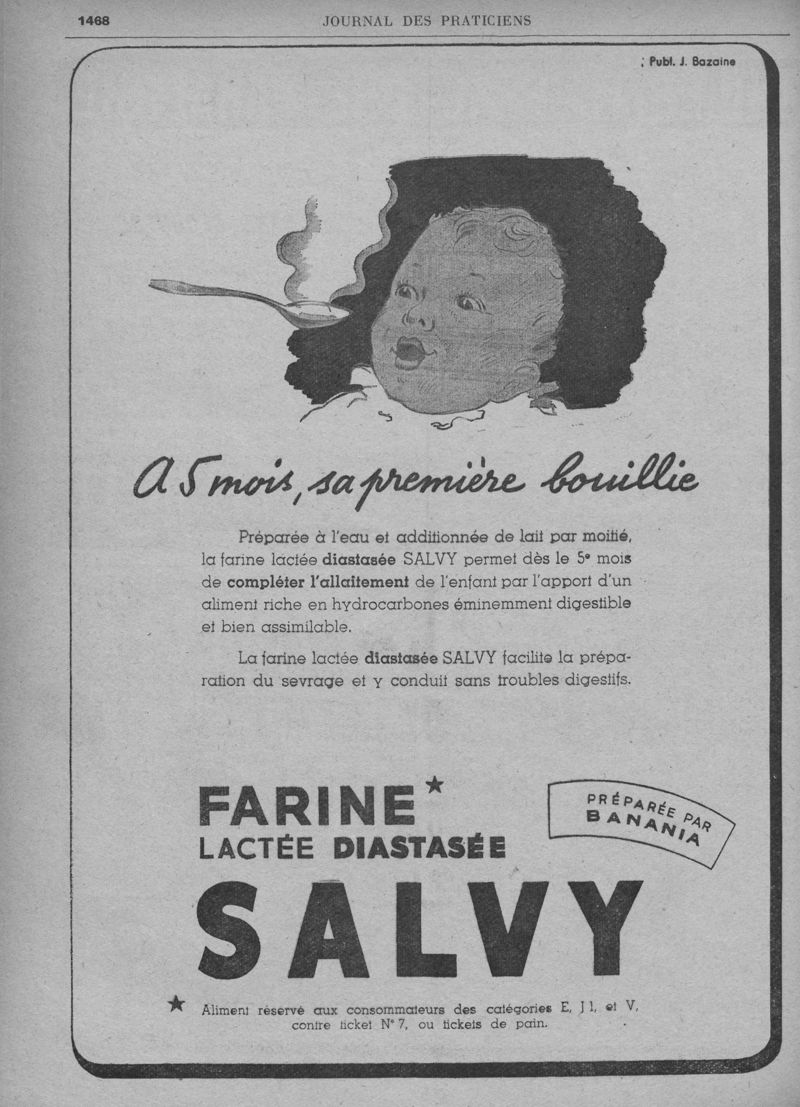 1468
JOURNAL DES PRATICIENS
Publ. J. Bazaine
A 5 mois, sa première bouillie
Préparée à l'eau et additionnée de lait par moitié,
la farine lactée diastasée SALVY permet dès le 5e mois
de compléter l'allaitement de l'enfant par l'apport d'un
aliment riche en hydrocarbones éminemment digestible
et bien assimilable.
La farine lactée diastasée SALVY facilite la prépa-
ration du sevrage et y conduit sans troubles digestifs.
FARINE*
LACTÉE DIASTASÉE
SALVY
PRÉPARÉE PAR
BANANIA
* Aliment réservé aux consommateurs des catégories E, J 1, et V,
contre ticket N° 7, ou tickets de pain.